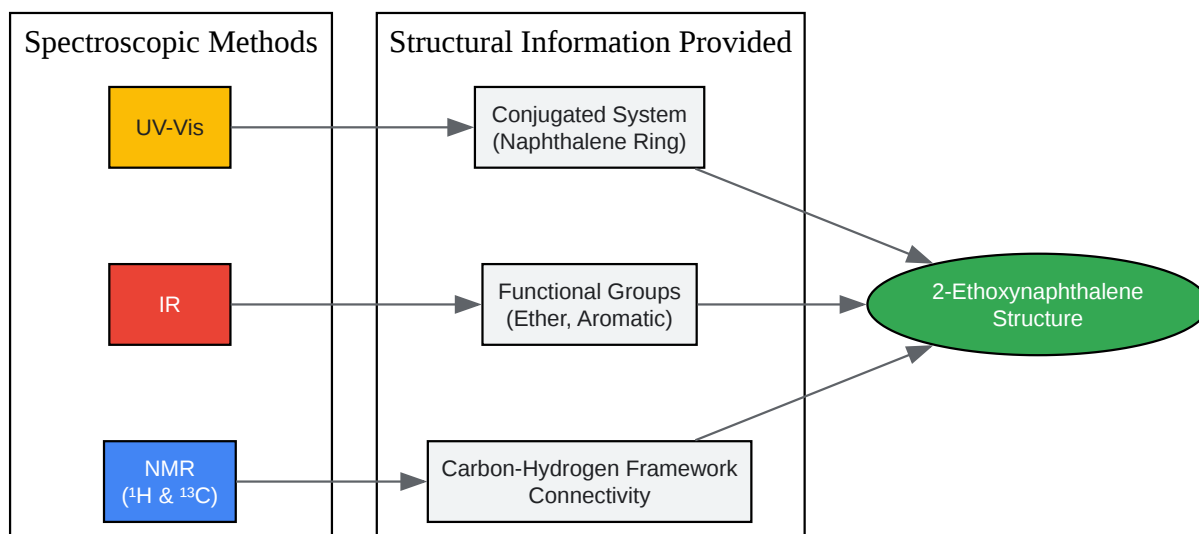 Spectroscopic Methods
Structural Information Provided
UV-Vis
Conjugated System
(Naphthalene Ring)
IR
Functional Groups
(Ether, Aromatic)
2-Ethoxynaphthalene
Structure
NMR
(¹H & ¹³C)
Carbon-Hydrogen Framework
Connectivity